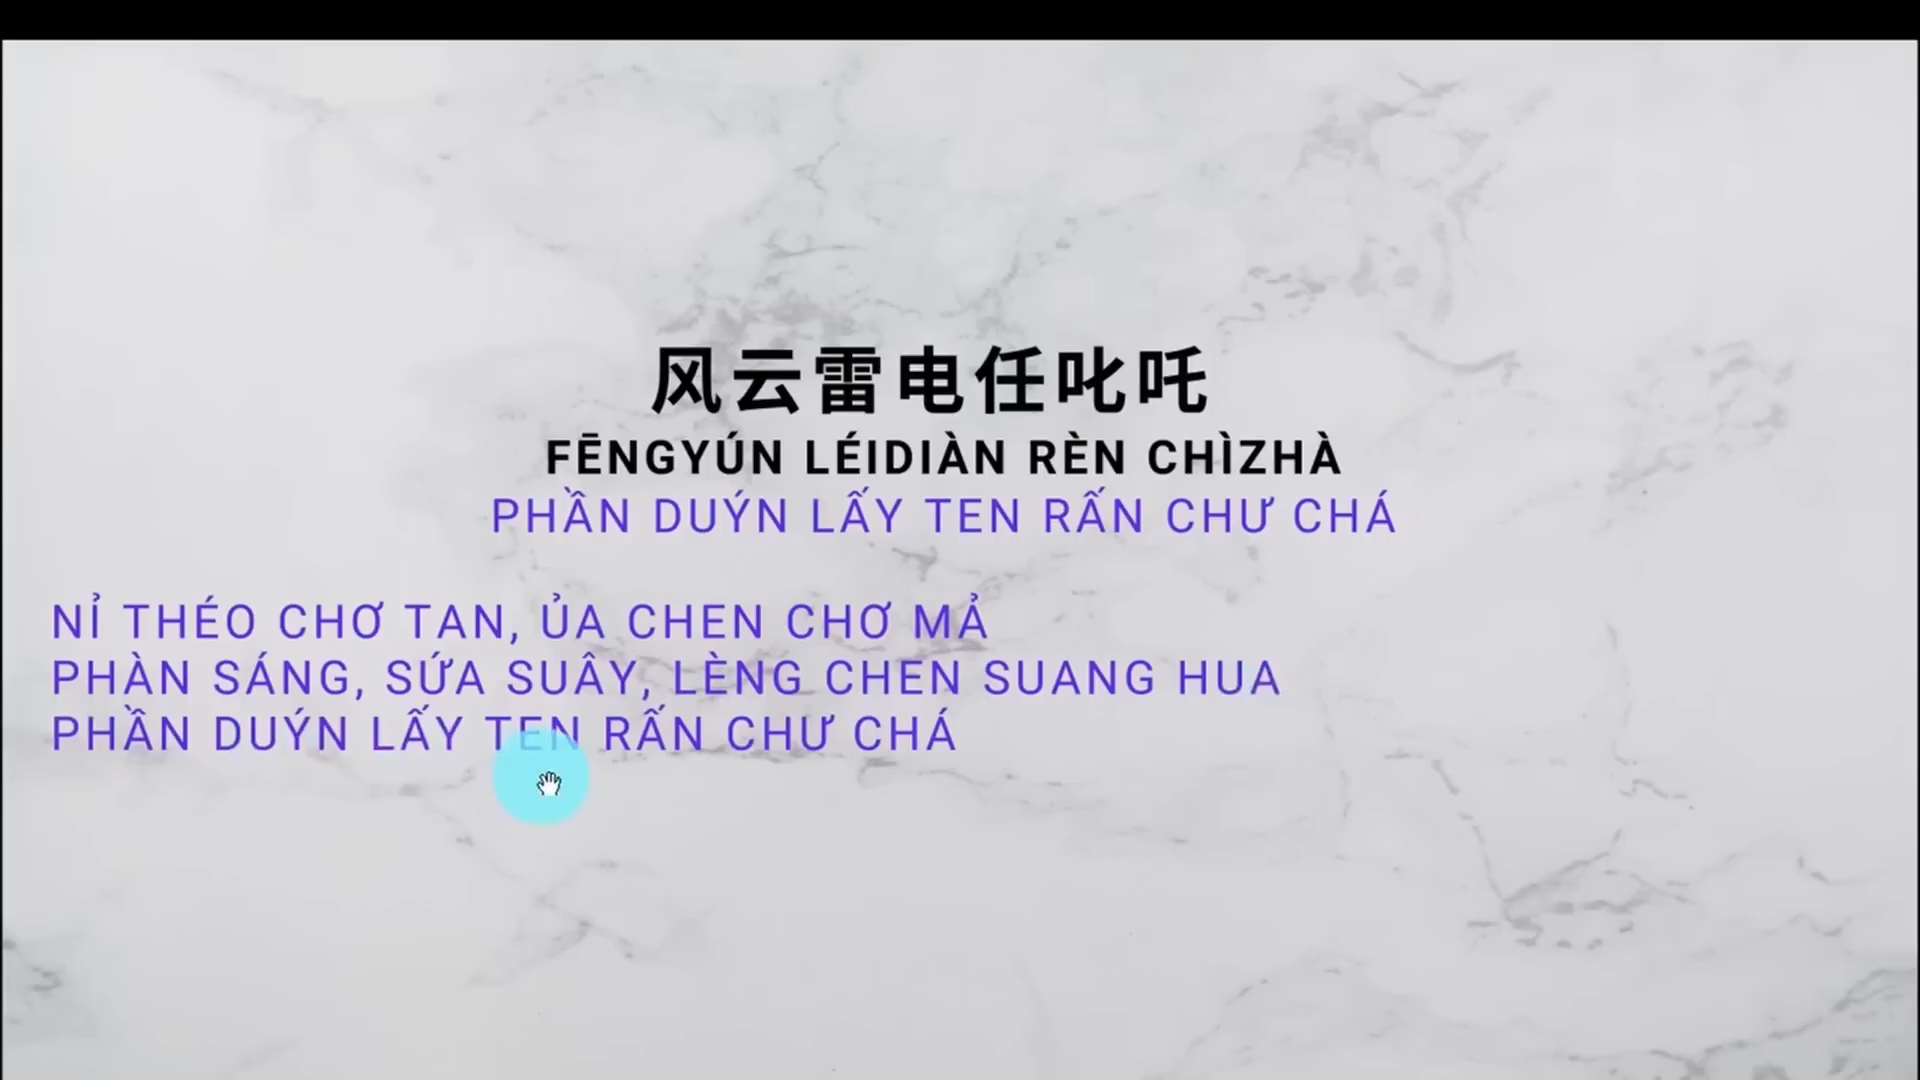 风云雷电任叱吒
FĒNGYÚN LÉIDIÀN RÈN CHÌZHÀ
PHẦN DUÝN LẤY TEN RẤN CHƯ CHÁ
NỈ THÉO CHƠ TAN, ỦA CHEN CHƠ MẢ
PHÀN SÁNG, SỨA SUÂY, LÈNG CHEN SUANG HUA
PHẦN DUÝN LẤY TEN RẤN CHƯ CHÁ